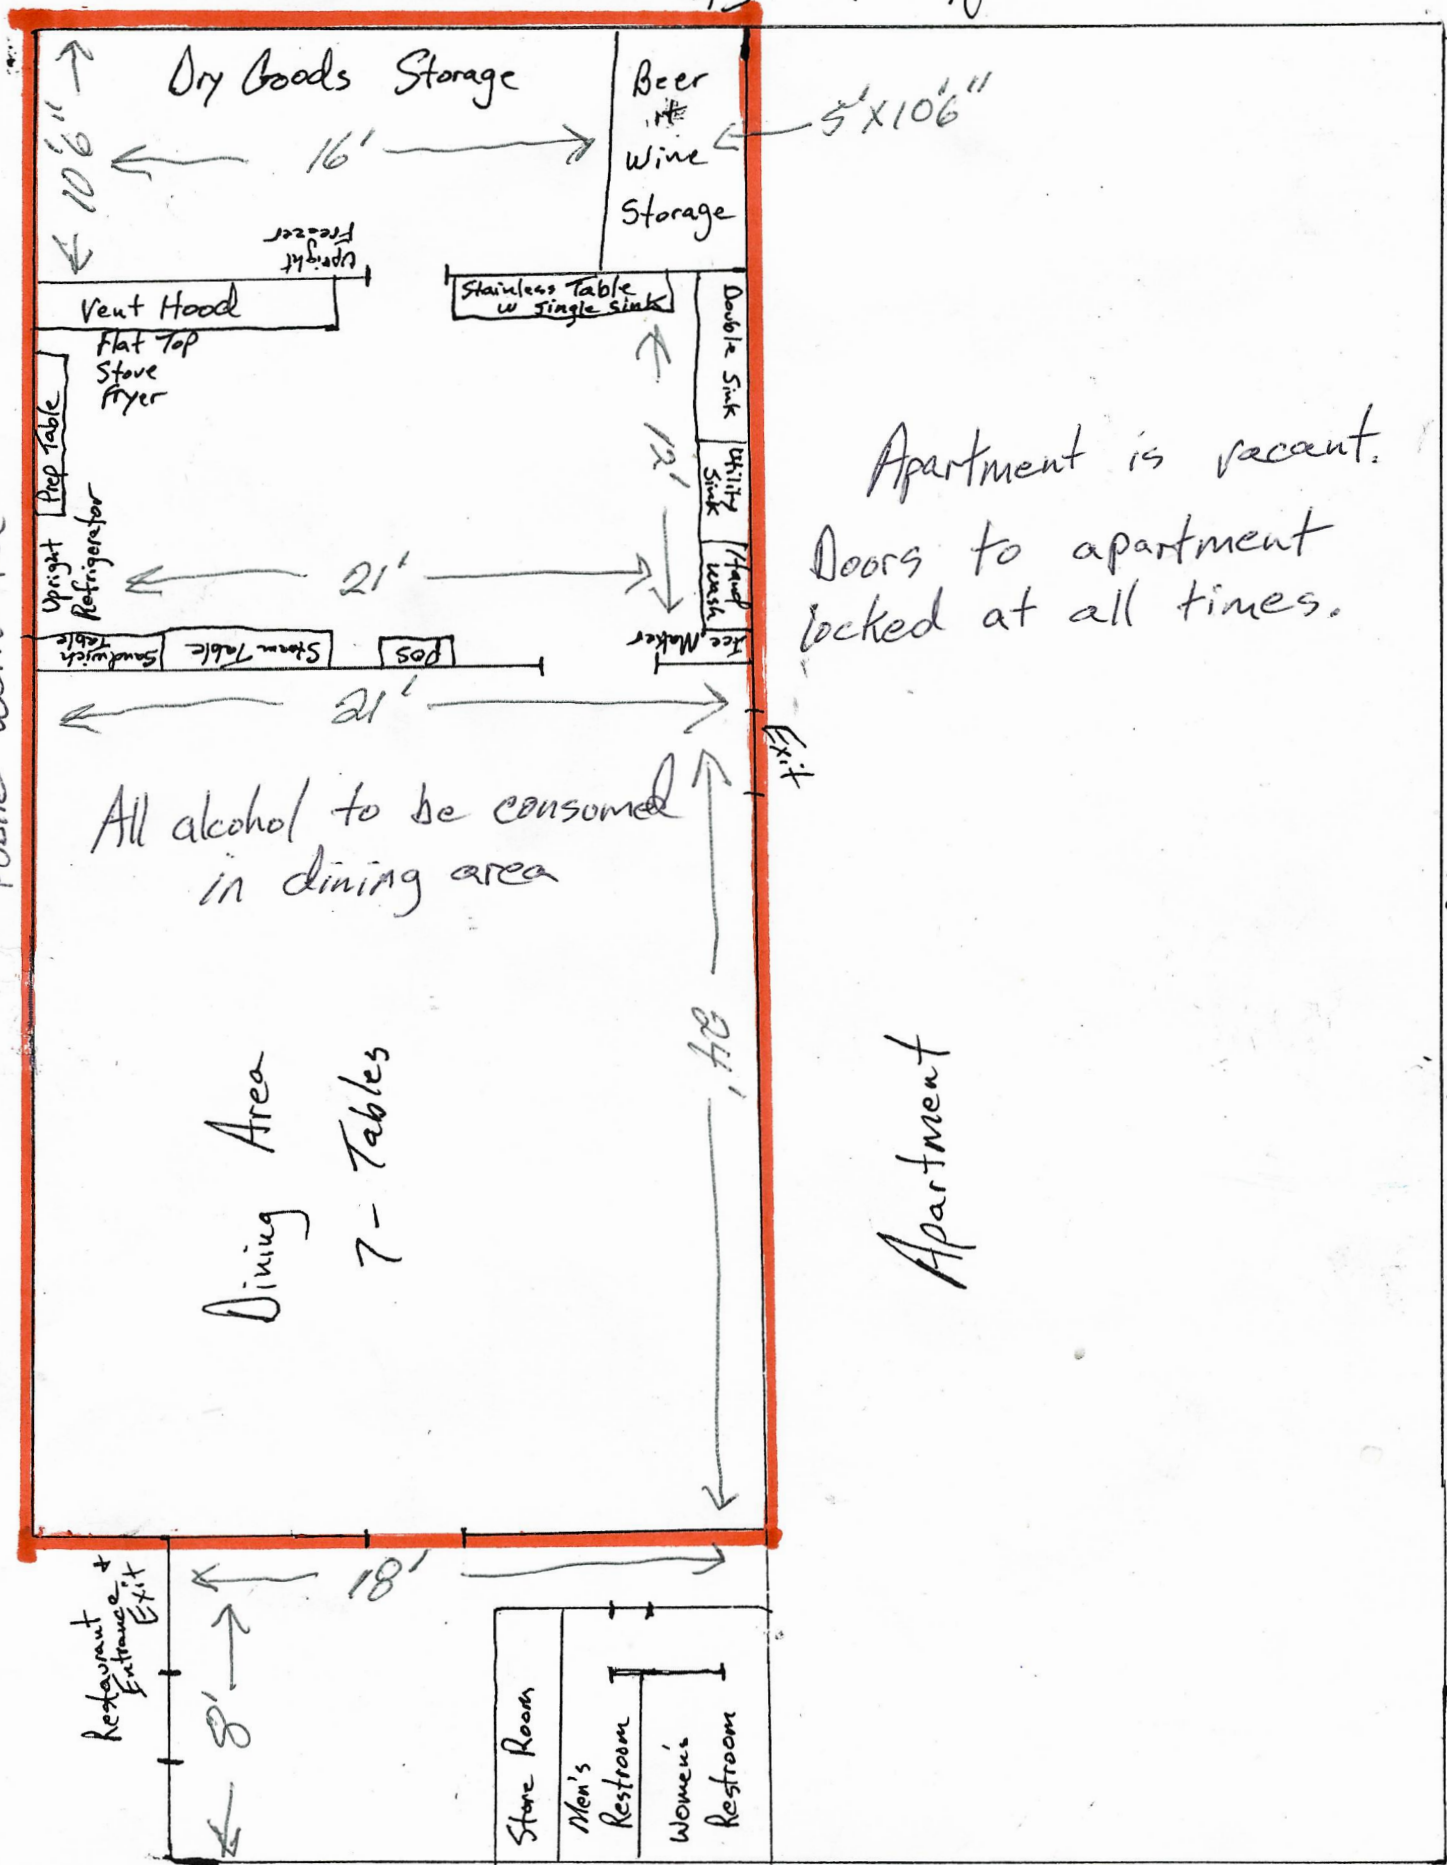 Dry Goods Storage
Beer
Wine
Storage
5' X 10'6"
10'6"
16'
Upright
Freezer
Vent Hood
Flat Top
Stove
Fryer
Stainless Table
w single sink
Double Sink
Utility
Sink
Hand
Wash
Ice Maker
12'
Prep Table
Upright
Refrigerator
21'
Sandwich
Table
Steam Table
POS
21'
Exit
Apartment is vacant.
Doors to apartment
locked at all times.
All alcohol to be consumed
in dining area
24'
Dining Area
7 - Tables
Apartment
18'
8'
Restaurant
Entrance +
Exit
Store Room
Men's
Restroom
Women's
Restroom